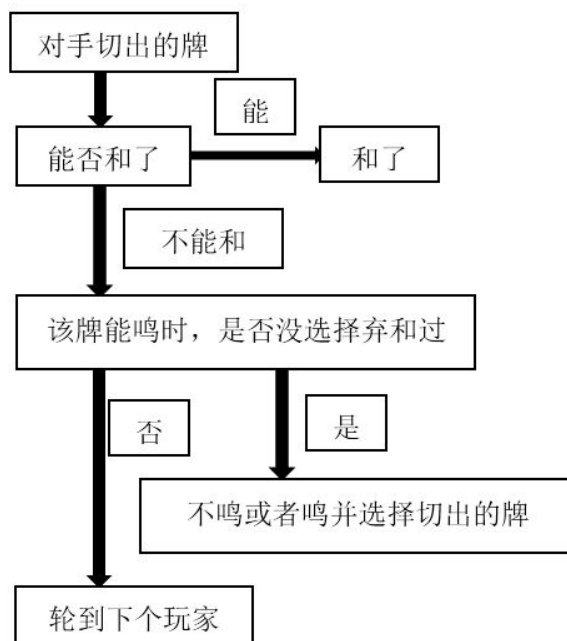 对手切出的牌
能
能否和了
和了
不能和
该牌能鸣时，是否没选择弃和过
否
是
不鸣或者鸣并选择切出的牌
轮到下个玩家